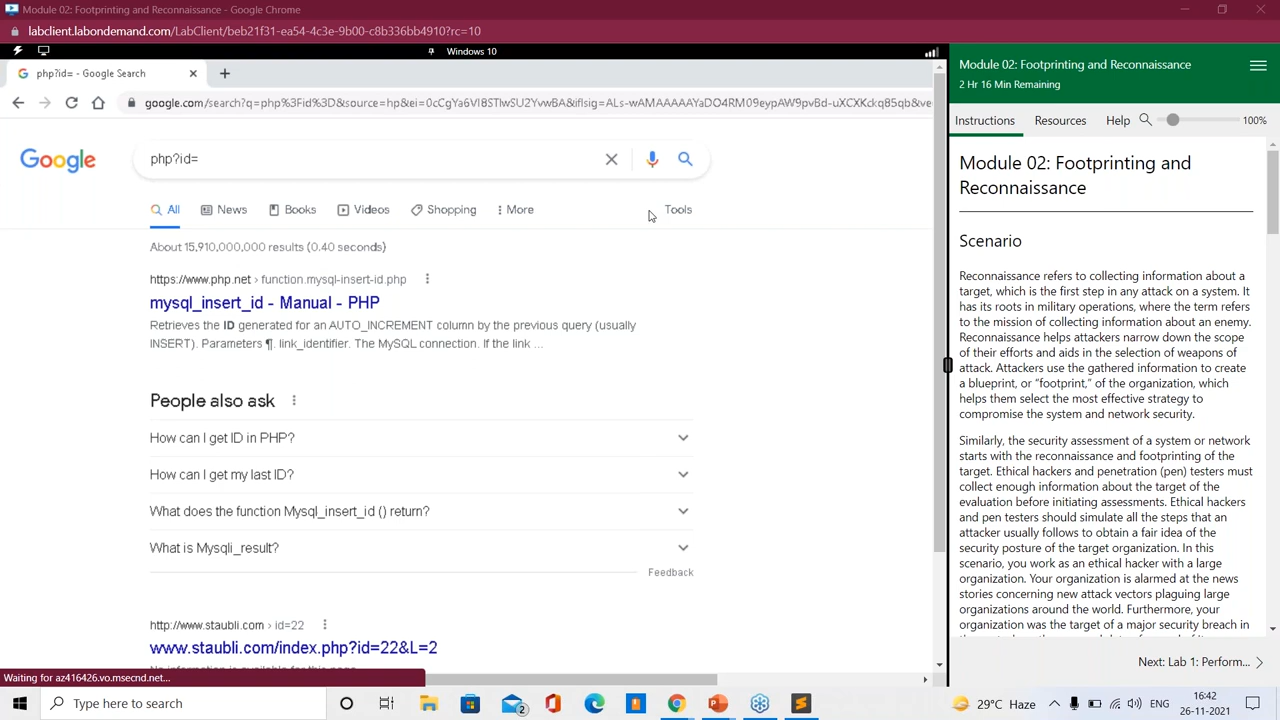 Module 02: Footprinting and Reconnaissance - Google Chrome
labclient.labondemand.com/LabClient/beb21f31-ea54-4c3e-9b00-c8b336bb4910?rc=10
Windows 10
php?id= - Google Search
google.com/search?q=php%3Fid%3D&source=hp&ei=0cCgYa6VI8STlwSU2YvwBA&iflsig=ALs-wAMAAAAAYaDO4RM09eypAW9pvBd-uXCXKckq85qb&ve
Google
php?id=
All
News
Books
Videos
Shopping
More
Tools
About 15,910,000,000 results (0.40 seconds)
https://www.php.net › function.mysql-insert-id.php
mysql_insert_id - Manual - PHP
Retrieves the ID generated for an AUTO_INCREMENT column by the previous query (usually
INSERT). Parameters ¶. link_identifier. The MySQL connection. If the link ...
People also ask
How can I get ID in PHP?
How can I get my last ID?
What does the function Mysql_insert_id () return?
What is Mysqli_result?
Feedback
http://www.staubli.com › id=22
www.staubli.com/index.php?id=22&L=2
No information is available for this page.
Waiting for az416426.vo.msecnd.net...
Module 02: Footprinting and Reconnaissance
2 Hr 16 Min Remaining
Instructions
Resources
Help
100%
Module 02: Footprinting and
Reconnaissance
Scenario
Reconnaissance refers to collecting information about a
target, which is the first step in any attack on a system. It
has its roots in military operations, where the term refers
to the mission of collecting information about an enemy.
Reconnaissance helps attackers narrow down the scope
of their efforts and aids in the selection of weapons of
attack. Attackers use the gathered information to create
a blueprint, or “footprint,” of the organization, which
helps them select the most effective strategy to
compromise the system and network security.
Similarly, the security assessment of a system or network
starts with the reconnaissance and footprinting of the
target. Ethical hackers and penetration (pen) testers must
collect enough information about the target of the
evaluation before initiating assessments. Ethical hackers
and pen testers should simulate all the steps that an
attacker usually follows to obtain a fair idea of the
security posture of the target organization. In this
scenario, you work as an ethical hacker with a large
organization. Your organization is alarmed at the news
stories concerning new attack vectors plaguing large
organizations around the world. Furthermore, your
organization was the target of a major security breach in
Next: Lab 1: Perform...
Type here to search
2
29°C Haze
ENG
16:42
26-11-2021